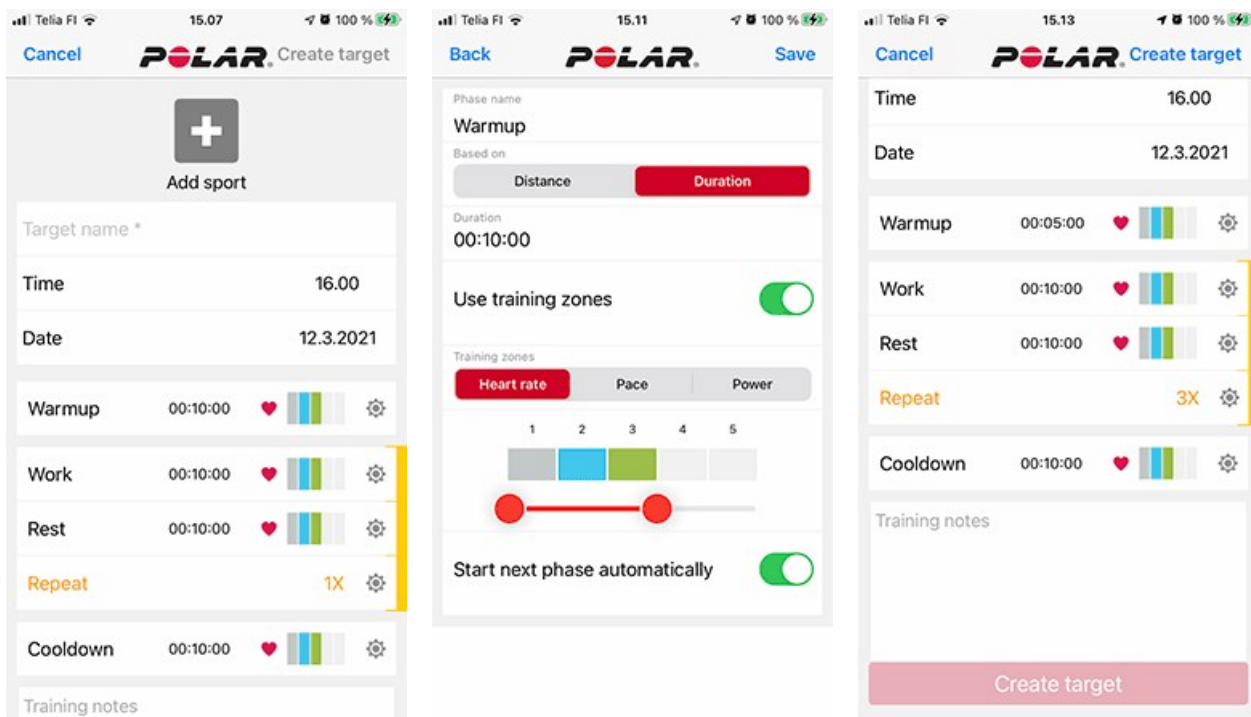 Telia FI 15.07 100 %
Cancel POLAR. Create target
Add sport
Target name *
Time 16.00
Date 12.3.2021
Warmup 00:10:00
Work 00:10:00
Rest 00:10:00
Repeat 1X
Cooldown 00:10:00
Training notes
Telia FI 15.11 100 %
Back POLAR. Save
Phase name
Warmup
Based on
Distance Duration
Duration
00:10:00
Use training zones
Training zones
Heart rate Pace Power
1 2 3 4 5
Start next phase automatically
Telia FI 15.13 100 %
Cancel POLAR. Create target
Time 16.00
Date 12.3.2021
Warmup 00:05:00
Work 00:10:00
Rest 00:10:00
Repeat 3X
Cooldown 00:10:00
Training notes
Create target